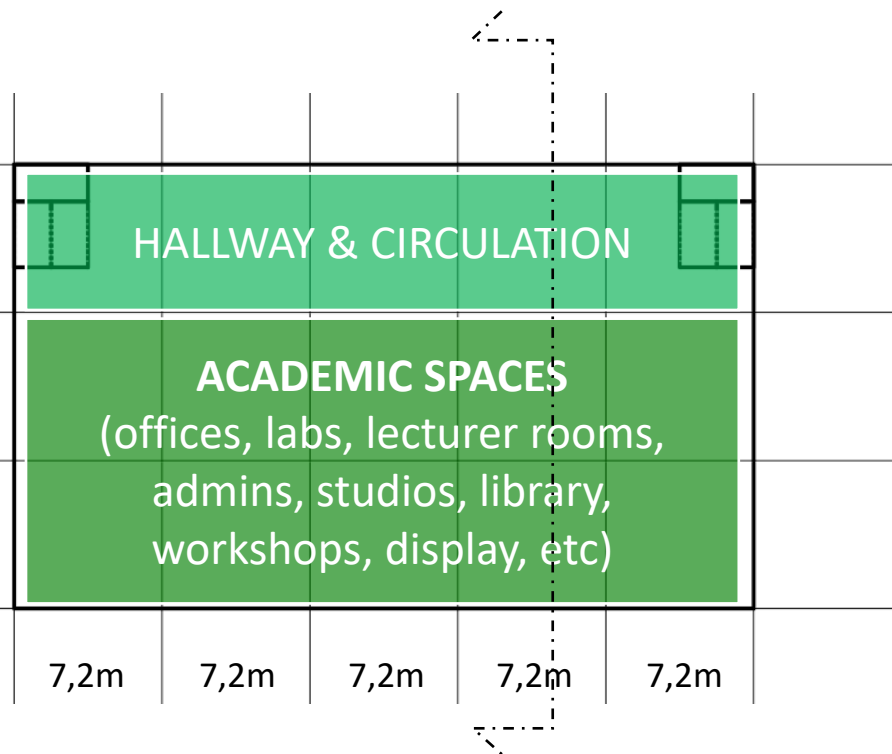 HALLWAY & CIRCULATION
ACADEMIC SPACES
(offices, labs, lecturer rooms,
admins, studios, library,
workshops, display, etc)
7,2m 7,2m 7,2m 7,2m 7,2m